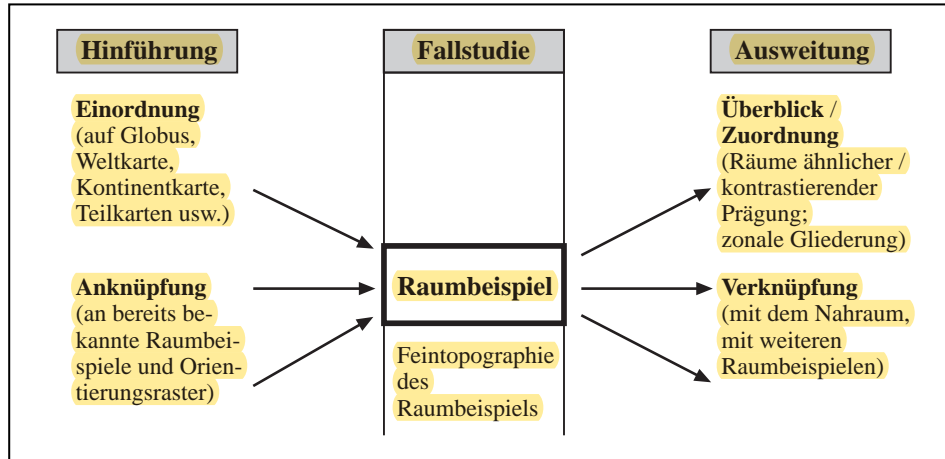 Hinführung
Einordnung
(auf Globus,
Weltkarte,
Kontinentkarte,
Teilkarten usw.)
Anknüpfung
(an bereits be-
kannte Raumbei-
spiele und Orien-
tierungsraster)
Fallstudie
Raumbeispiel
Feintopographie
des
Raumbeispiels
Ausweitung
Überblick /
Zuordnung
(Räume ähnlicher /
kontrastierender
Prägung;
zonale Gliederung)
Verknüpfung
(mit dem Nahraum,
mit weiteren
Raumbeispielen)